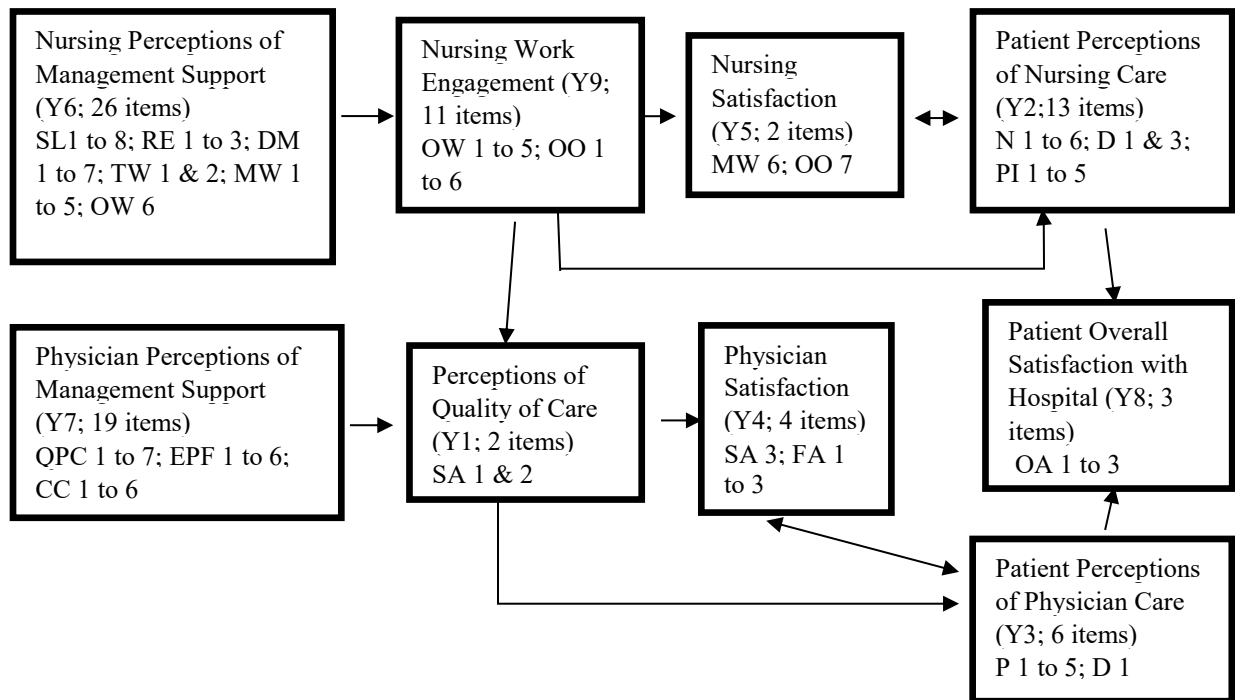 Nursing Perceptions of
Management Support
(Y6; 26 items)
SL1 to 8; RE 1 to 3; DM
1 to 7; TW 1 & 2; MW 1
to 5; OW 6
Nursing Work
Engagement (Y9;
11 items)
OW 1 to 5; OO 1
to 6
Nursing
Satisfaction
(Y5; 2 items)
MW 6; OO 7
Patient Perceptions
of Nursing Care
(Y2;13 items)
N 1 to 6; D 1 & 3;
PI 1 to 5
Physician Perceptions of
Management Support
(Y7; 19 items)
QPC 1 to 7; EPF 1 to 6;
CC 1 to 6
Perceptions of
Quality of Care
(Y1; 2 items)
SA 1 & 2
Physician
Satisfaction
(Y4; 4 items)
SA 3; FA 1
to 3
Patient Overall
Satisfaction with
Hospital (Y8; 3
items)
OA 1 to 3
Patient Perceptions
of Physician Care
(Y3; 6 items)
P 1 to 5; D 1